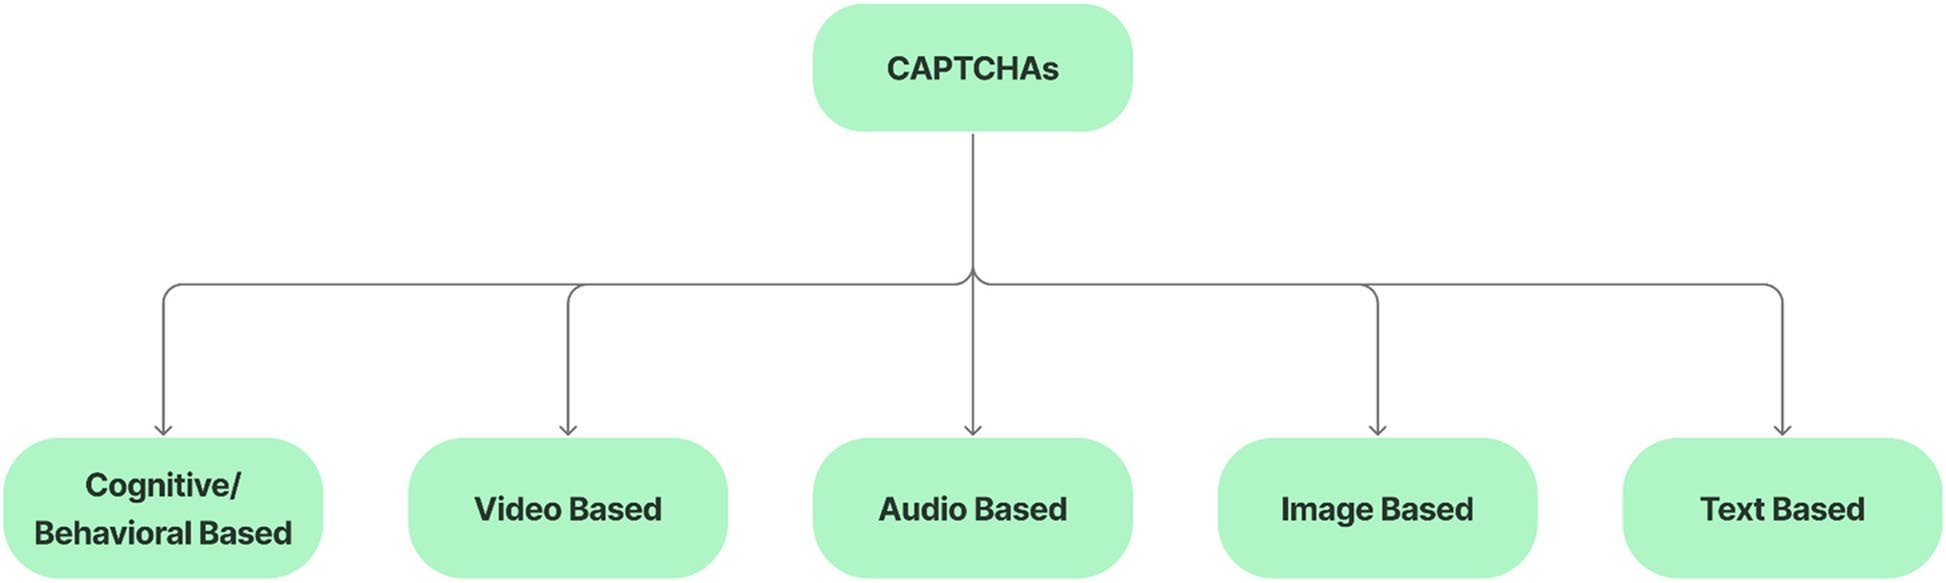 CAPTCHAs
Cognitive/
Behavioral Based
Video Based
Audio Based
Image Based
Text Based